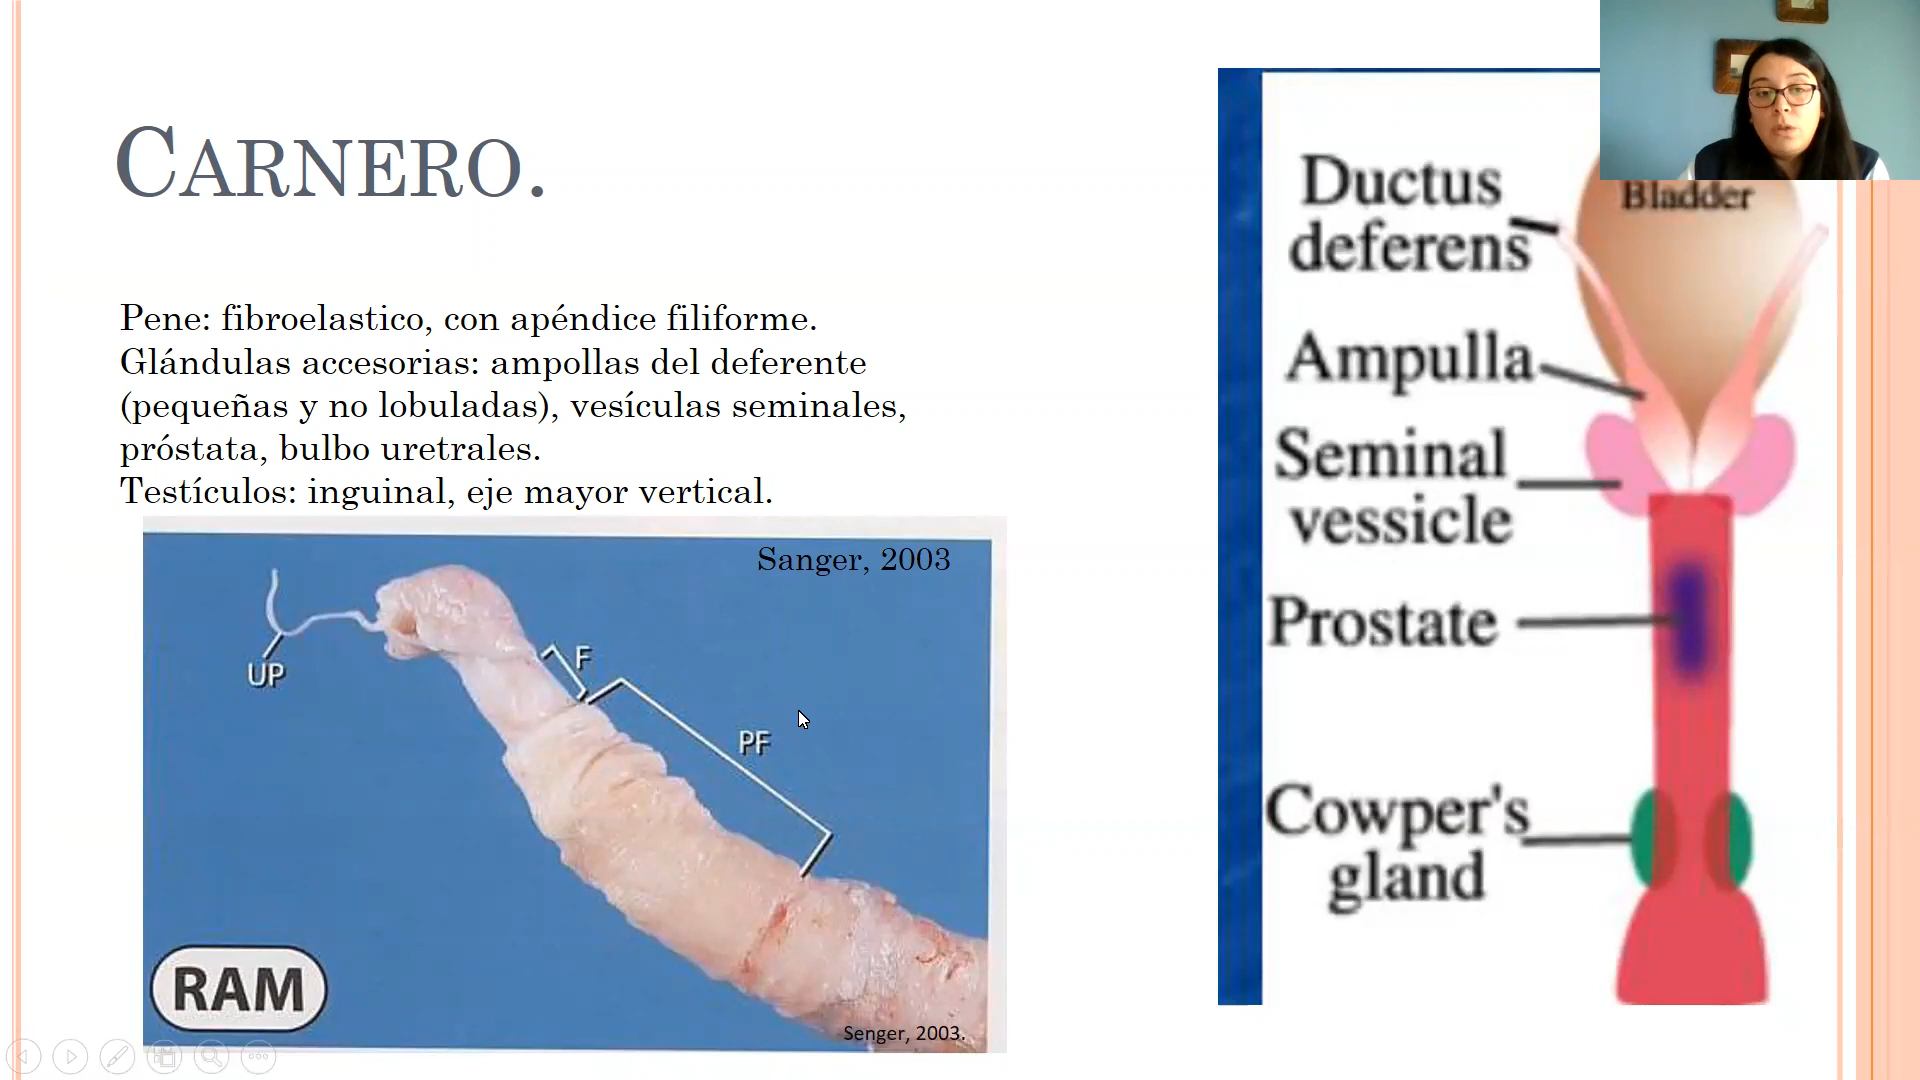 CARNERO.
Pene: fibroelastico, con apéndice filiforme.
Glándulas accesorias: ampollas del deferente
(pequeñas y no lobuladas), vesículas seminales,
próstata, bulbo uretrales.
Testículos: inguinal, eje mayor vertical.
Sanger, 2003
UP
F
PF
RAM
Senger, 2003.
Bladder
Ductus
deferens
Ampulla
Seminal
vessicle
Prostate
Cowper's
gland